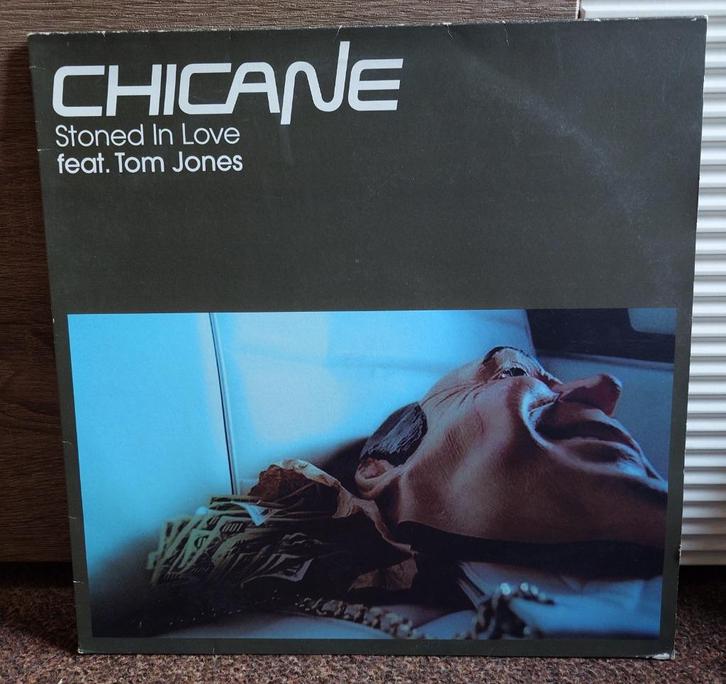 CHICANE
Stoned In Love
feat. Tom Jones